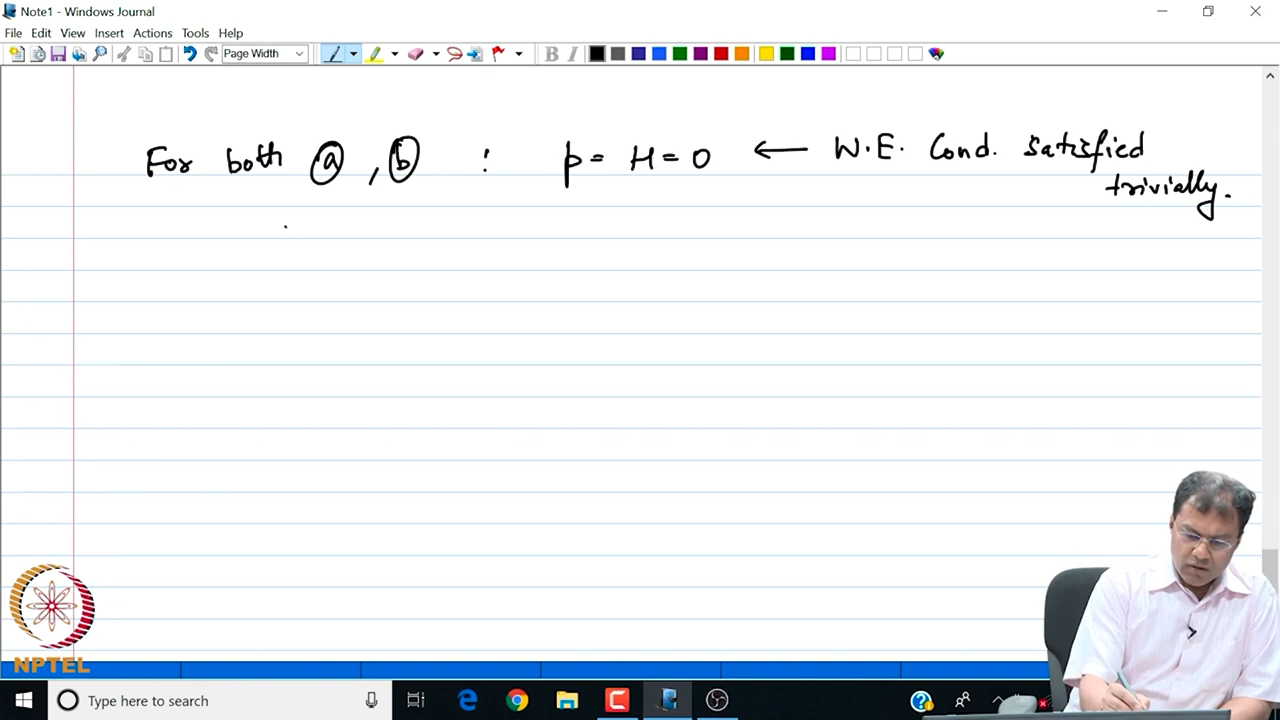 Note1 - Windows Journal
File Edit View Insert Actions Tools Help
Page Width
B I
For both ⓐ , ⓑ : p = H = 0 ← W.E. Cond. satisfied
trivially.
NPTEL
Type here to search